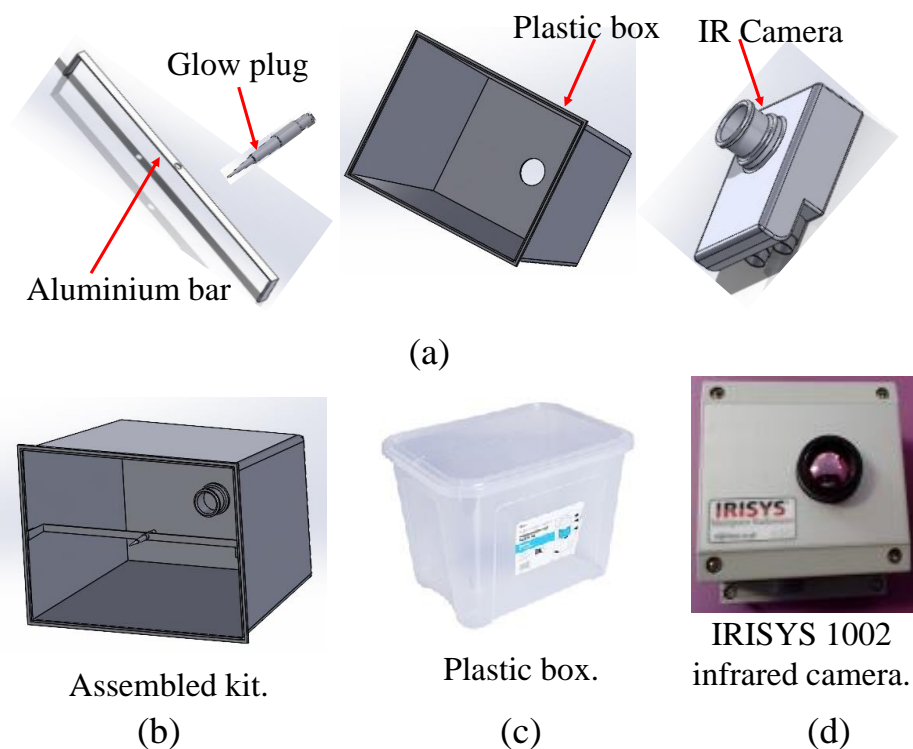 Plastic box
IR Camera
Glow plug
Aluminium bar
(a)
IRISYS
Assembled kit.
Plastic box.
IRISYS 1002
infrared camera.
(b)
(c)
(d)